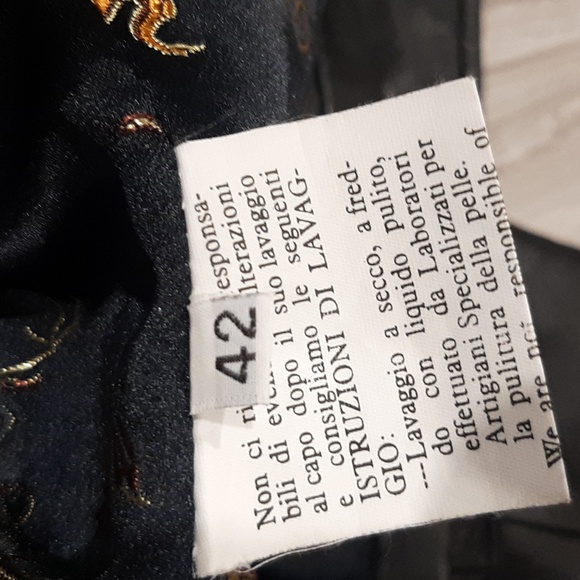 Non ci ri esponsa-
bili di even lterazioni
al capo dopo il suo lavaggio
e consigliamo le seguenti
ISTRUZIONI DI LAVAG-
GIO:
---Lavaggio a secco, a fred-
do con liquido pulito,
effettuato da Laboratori
Artigiani Specializzati per
la pulitura della pelle.
We are not responsible of
42